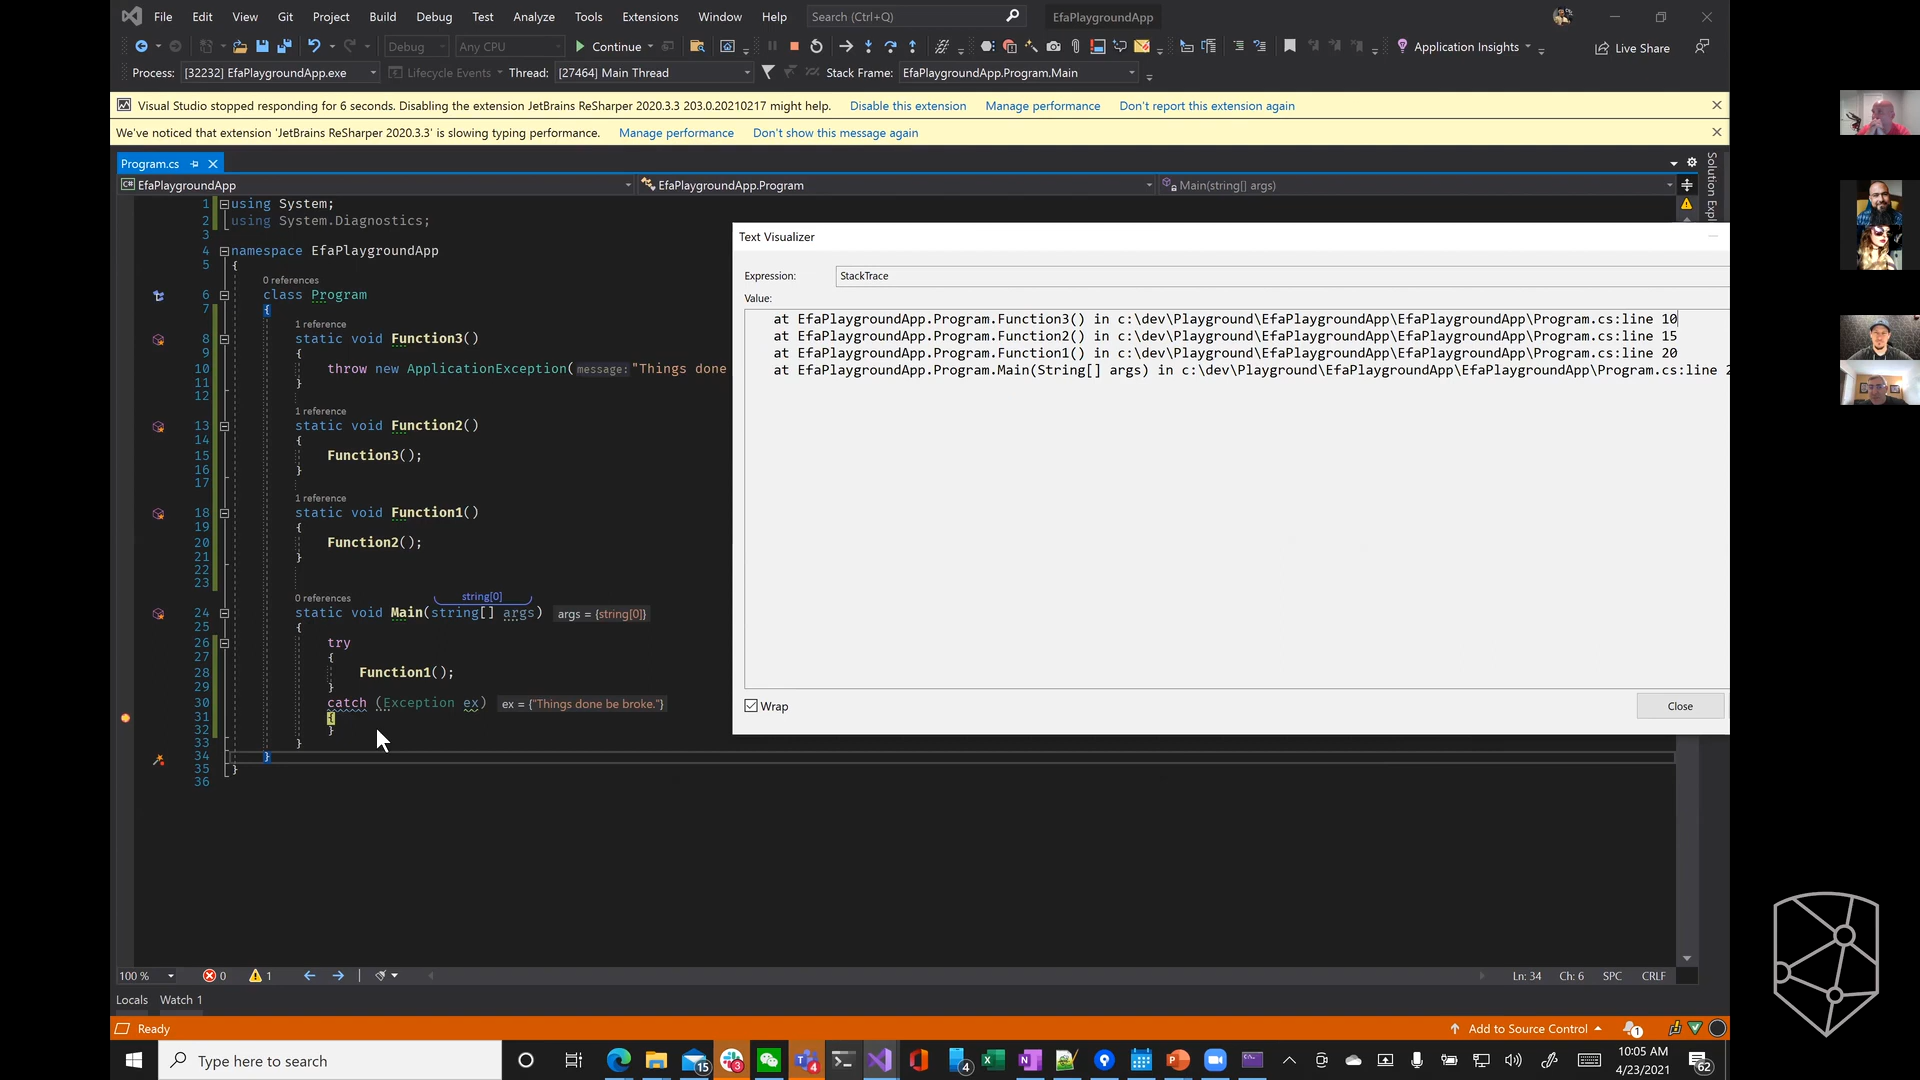 File Edit View Git Project Build Debug Test Analyze Tools Extensions Window Help Search (Ctrl+Q) EfaPlaygroundApp
Debug Any CPU Continue Application Insights Live Share
Process: [32232] EfaPlaygroundApp.exe Lifecycle Events Thread: [27464] Main Thread Stack Frame: EfaPlaygroundApp.Program.Main
Visual Studio stopped responding for 6 seconds. Disabling the extension JetBrains ReSharper 2020.3.3 203.0.20210217 might help. Disable this extension Manage performance Don't report this extension again
We've noticed that extension 'JetBrains ReSharper 2020.3.3' is slowing typing performance. Manage performance Don't show this message again
Program.cs
EfaPlaygroundApp EfaPlaygroundApp.Program Main(string[] args)
Solution Expl
1 using System;
2 using System.Diagnostics;
3
4 namespace EfaPlaygroundApp
5 {
0 references
6 class Program
7 {
1 reference
8 static void Function3()
9 {
10 throw new ApplicationException(message: "Things done
11 }
12
1 reference
13 static void Function2()
14 {
15 Function3();
16 }
17
1 reference
18 static void Function1()
19 {
20 Function2();
21 }
22
23
0 references string[0]
24 static void Main(string[] args) args = {string[0]}
25 {
26 try
27 {
28 Function1();
29 }
30 catch (Exception ex) ex = {"Things done be broke."}
31 {
32 }
33 }
34 }
35 }
36
Text Visualizer
Expression: StackTrace
Value:
at EfaPlaygroundApp.Program.Function3() in c:\dev\Playground\EfaPlaygroundApp\EfaPlaygroundApp\Program.cs:line 10
at EfaPlaygroundApp.Program.Function2() in c:\dev\Playground\EfaPlaygroundApp\EfaPlaygroundApp\Program.cs:line 15
at EfaPlaygroundApp.Program.Function1() in c:\dev\Playground\EfaPlaygroundApp\EfaPlaygroundApp\Program.cs:line 20
at EfaPlaygroundApp.Program.Main(String[] args) in c:\dev\Playground\EfaPlaygroundApp\EfaPlaygroundApp\Program.cs:line 2
Wrap Close
100 % 0 1 Ln: 34 Ch: 6 SPC CRLF
Locals Watch 1
Ready Add to Source Control 1
Type here to search 15 3 4 4 10:05 AM
4/23/2021 62